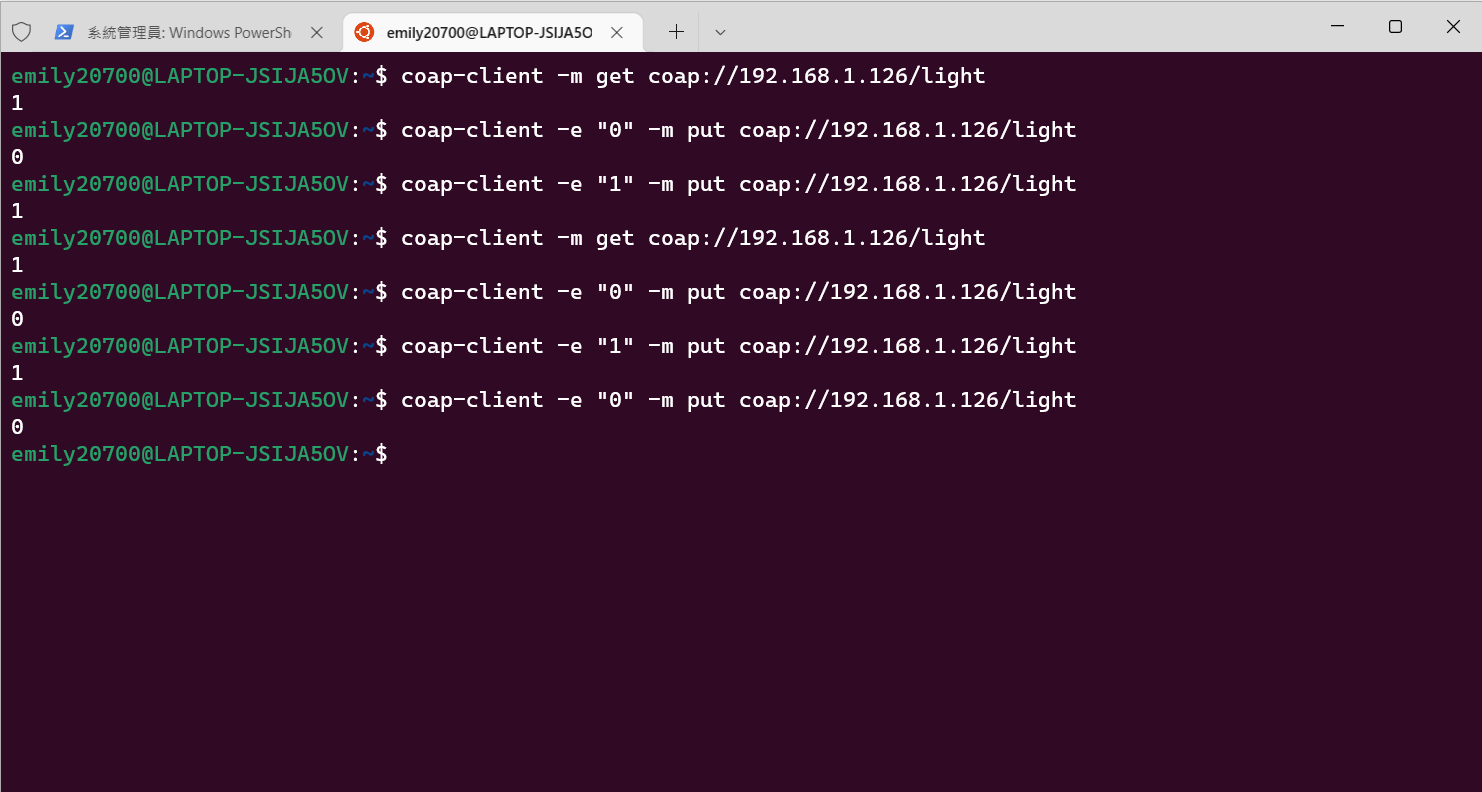 系統管理員: Windows PowerSh
emily20700@LAPTOP-JSIJA5O
emily20700@LAPTOP-JSIJA5OV:~$ coap-client -m get coap://192.168.1.126/light
1
emily20700@LAPTOP-JSIJA5OV:~$ coap-client -e "0" -m put coap://192.168.1.126/light
0
emily20700@LAPTOP-JSIJA5OV:~$ coap-client -e "1" -m put coap://192.168.1.126/light
1
emily20700@LAPTOP-JSIJA5OV:~$ coap-client -m get coap://192.168.1.126/light
1
emily20700@LAPTOP-JSIJA5OV:~$ coap-client -e "0" -m put coap://192.168.1.126/light
0
emily20700@LAPTOP-JSIJA5OV:~$ coap-client -e "1" -m put coap://192.168.1.126/light
1
emily20700@LAPTOP-JSIJA5OV:~$ coap-client -e "0" -m put coap://192.168.1.126/light
0
emily20700@LAPTOP-JSIJA5OV:~$